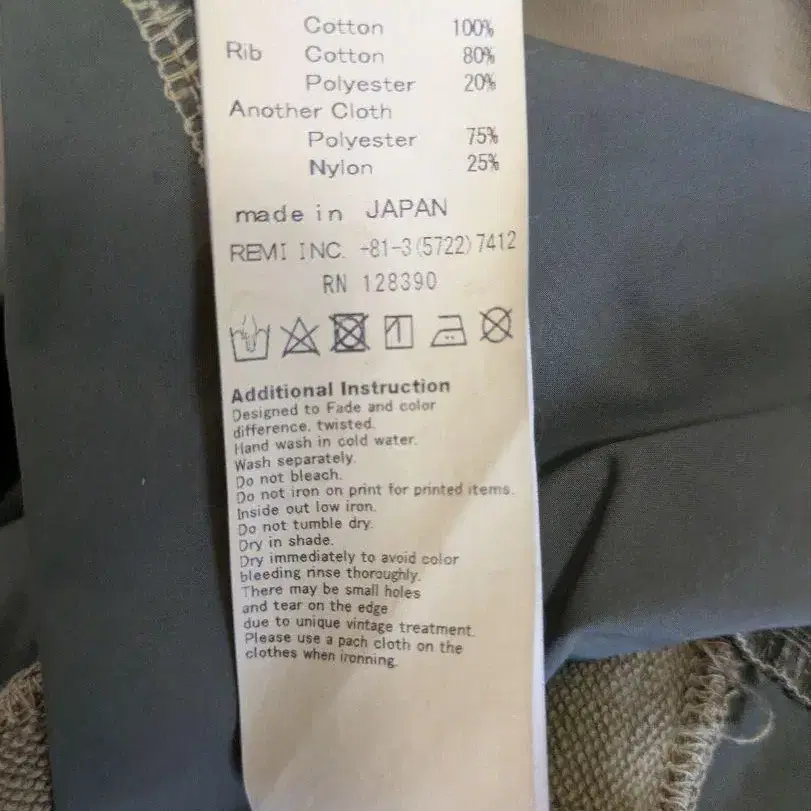 Cotton 100%
Rib Cotton 80%
Polyester 20%
Another Cloth
Polyester 75%
Nylon 25%
made in JAPAN
REMI INC. +81-3(5722)7412
RN 128390
Additional Instruction
Designed to Fade and color
difference, twisted.
Hand wash in cold water.
Wash separately.
Do not bleach.
Do not iron on print for printed items.
Inside out low iron.
Do not tumble dry.
Dry in shade.
Dry immediately to avoid color
bleeding rinse thoroughly.
There may be small holes
and tear on the edge
due to unique vintage treatment.
Please use a pach cloth on the
clothes when ironning.